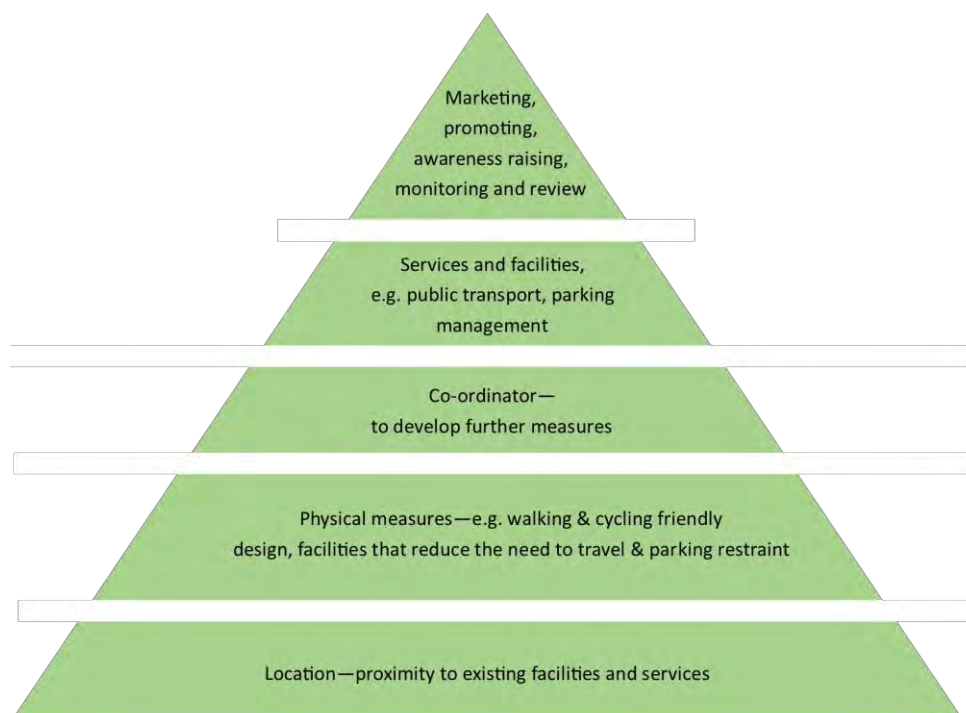 Marketing,
promoting,
awareness raising,
monitoring and review
Services and facilities,
e.g. public transport, parking
management
Co-ordinator—
to develop further measures
Physical measures—e.g. walking & cycling friendly
design, facilities that reduce the need to travel & parking restraint
Location—proximity to existing facilities and services